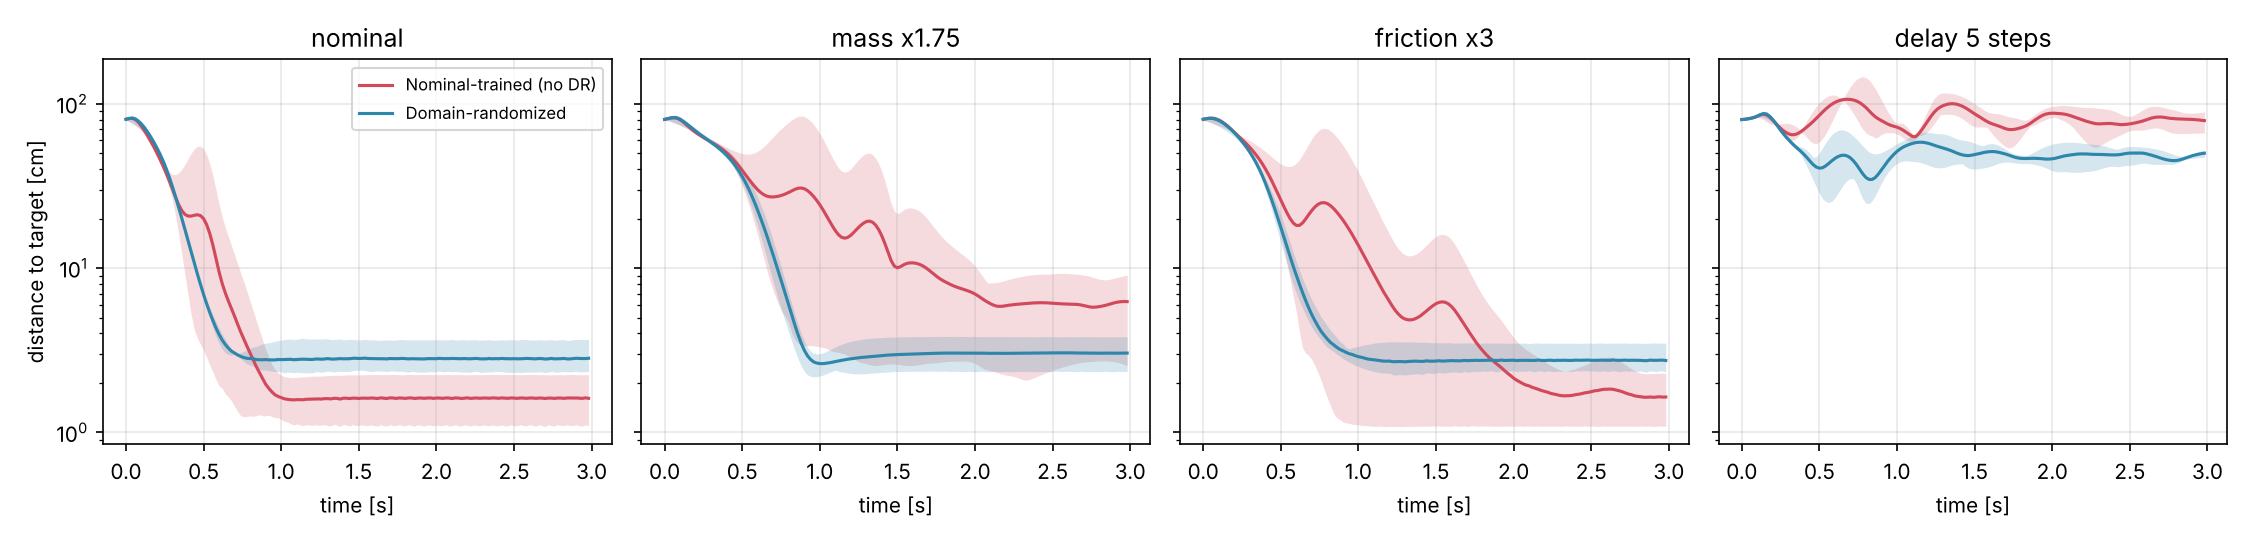 nominal
mass x1.75
friction x3
delay 5 steps
Nominal-trained (no DR)
Domain-randomized
distance to target [cm]
10²
10¹
10⁰
0.0 0.5 1.0 1.5 2.0 2.5 3.0
0.0 0.5 1.0 1.5 2.0 2.5 3.0
0.0 0.5 1.0 1.5 2.0 2.5 3.0
0.0 0.5 1.0 1.5 2.0 2.5 3.0
time [s]
time [s]
time [s]
time [s]